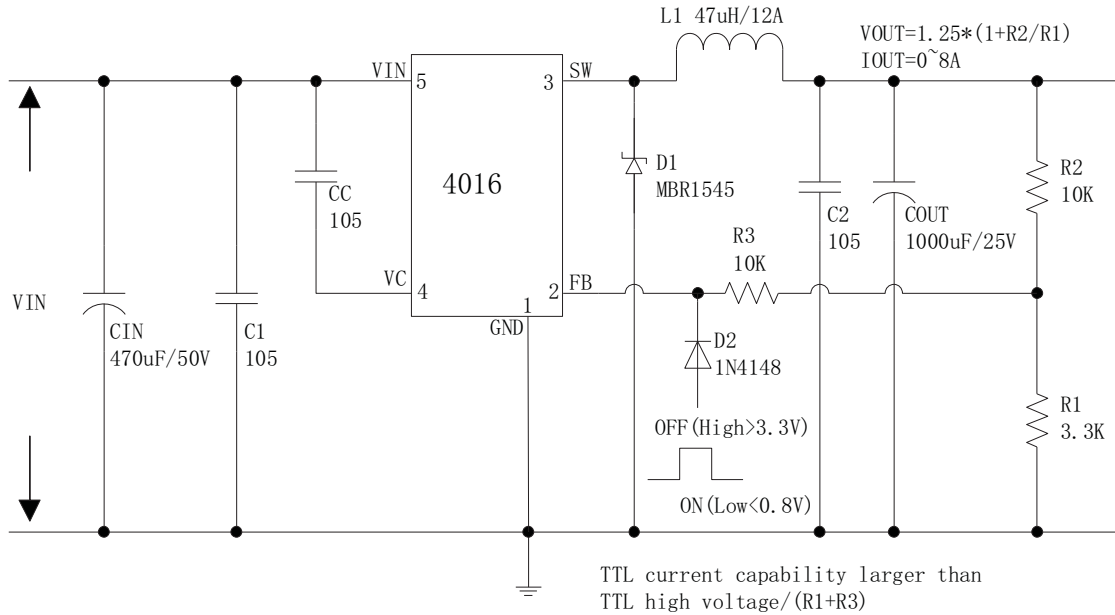 L1 47uH/12A
VOUT=1.25*(1+R2/R1)
IOUT=0~8A
VIN
5
3
SW
4016
CC
105
D1
MBR1545
R2
10K
C2
105
COUT
1000uF/25V
R3
10K
VC
4
2
FB
1
GND
VIN
CIN
470uF/50V
C1
105
D2
1N4148
R1
3.3K
OFF(High>3.3V)
ON(Low<0.8V)
TTL current capability larger than
TTL high voltage/(R1+R3)